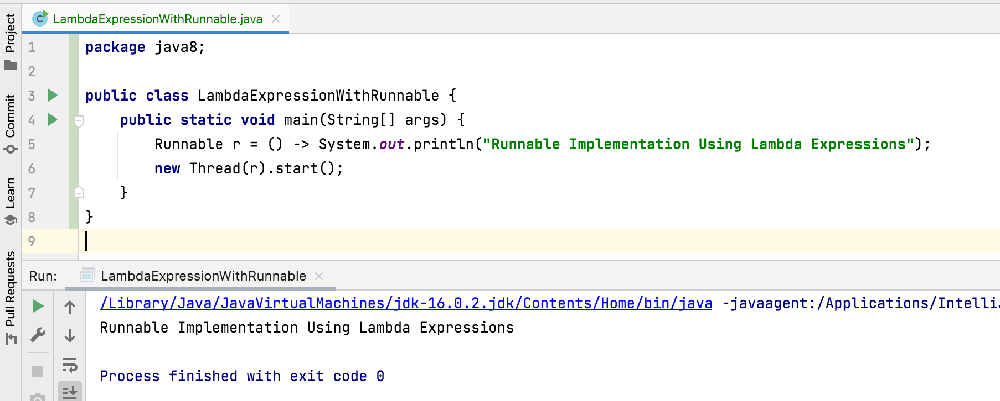 LambdaExpressionWithRunnable.java
Project
Commit
Learn
Pull Requests
1 package java8;
2
3 public class LambdaExpressionWithRunnable {
4 public static void main(String[] args) {
5 Runnable r = () -> System.out.println("Runnable Implementation Using Lambda Expressions");
6 new Thread(r).start();
7 }
8 }
9
Run: LambdaExpressionWithRunnable
/Library/Java/JavaVirtualMachines/jdk-16.0.2.jdk/Contents/Home/bin/java -javaagent:/Applications/IntelliJ
Runnable Implementation Using Lambda Expressions
Process finished with exit code 0